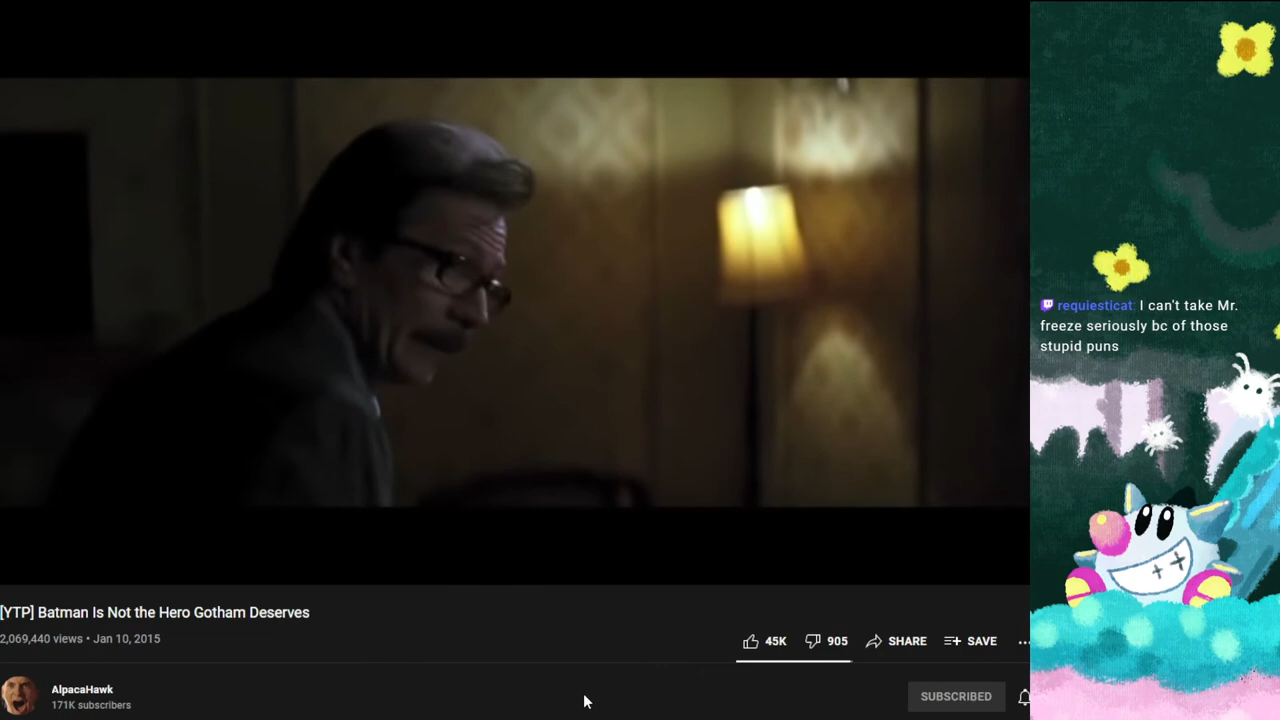 requiesticat: I can't take Mr.
freeze seriously bc of those
stupid puns
[YTP] Batman Is Not the Hero Gotham Deserves
2,069,440 views • Jan 10, 2015
45K 905 SHARE SAVE ...
AlpacaHawk
171K subscribers
SUBSCRIBED